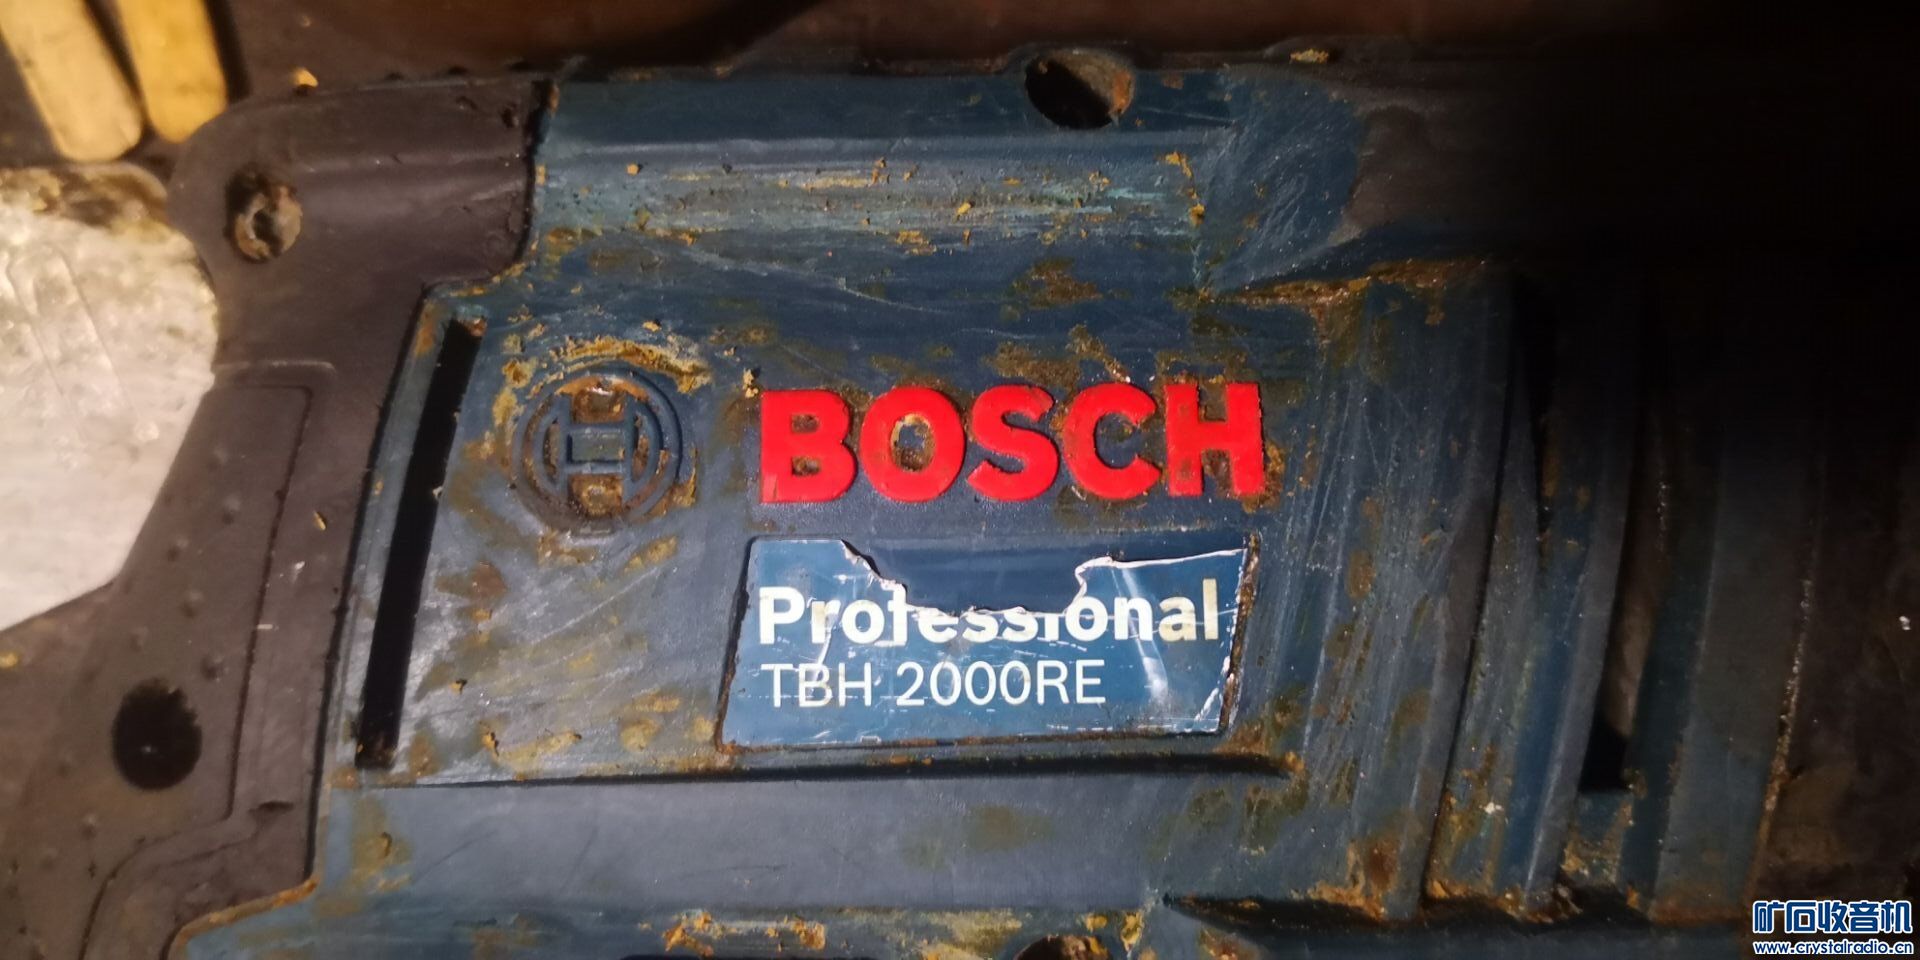 BOSCH
Professional
TBH 2000RE
矿石收音机
www.crystalradio.cn